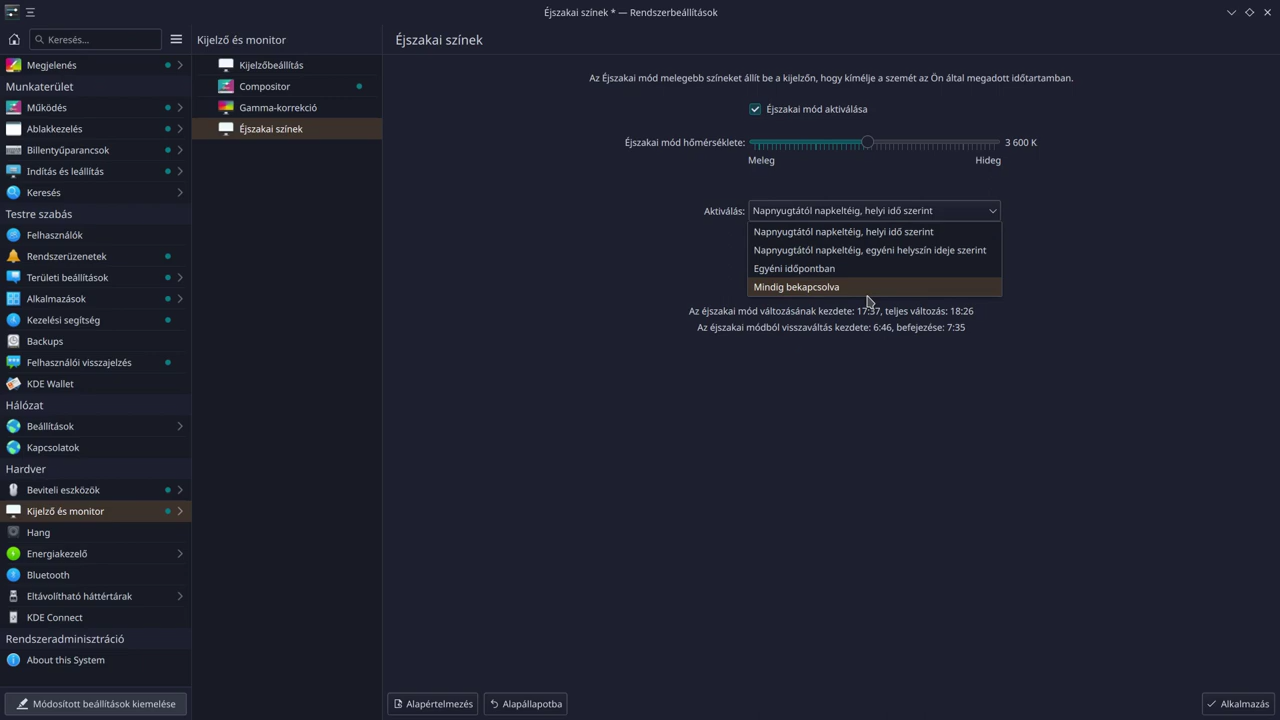 Éjszakai színek * — Rendszerbeállítások
Keresés...
Megjelenés
Munkaterület
Működés
Ablakkezelés
Billentyűparancsok
Indítás és leállítás
Keresés
Testre szabás
Felhasználók
Rendszerüzenetek
Területi beállítások
Alkalmazások
Kezelési segítség
Backups
Felhasználói visszajelzés
KDE Wallet
Hálózat
Beállítások
Kapcsolatok
Hardver
Beviteli eszközök
Kijelző és monitor
Hang
Energiakezelő
Bluetooth
Eltávolítható háttértárak
KDE Connect
Rendszeradminisztráció
About this System
Módosított beállítások kiemelése
Kijelző és monitor
Kijelzőbeállítás
Compositor
Gamma-korrekció
Éjszakai színek
Éjszakai színek
Az Éjszakai mód melegebb színeket állít be a kijelzőn, hogy kímélje a szemét az Ön által megadott időtartamban.
Éjszakai mód aktiválása
Éjszakai mód hőmérséklete: 3 600 K
Meleg Hideg
Aktiválás: Napnyugtától napkeltéig, helyi idő szerint
Napnyugtától napkeltéig, helyi idő szerint
Napnyugtától napkeltéig, egyéni helyszín ideje szerint
Egyéni időpontban
Mindig bekapcsolva
Az éjszakai mód változásának kezdete: 17:37, teljes változás: 18:26
Az éjszakai módból visszaváltás kezdete: 6:46, befejezése: 7:35
Alapértelmezés
Alapállapotba
Alkalmazás